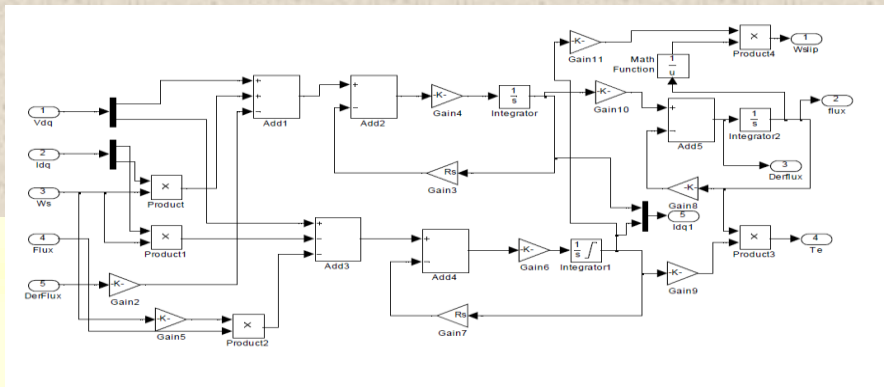 -K-
Gain11
×
Product4
1
Wslip
Math
Function
1
u
1
Vdq
+
+
−
Add1
+
−
Add2
-K-
Gain4
1
s
Integrator
-K-
Gain10
+
−
Add5
1
s
Integrator2
2
flux
3
Derflux
2
Idq
Rs
Gain3
-K-
Gain8
3
Ws
×
Product
5
Idq1
4
Flux
×
Product1
+
−
−
Add3
+
−
Add4
-K-
Gain6
1
s
Integrator1
×
Product3
4
Te
-K-
Gain9
5
DerFlux
-K-
Gain2
-K-
Gain5
×
Product2
Rs
Gain7